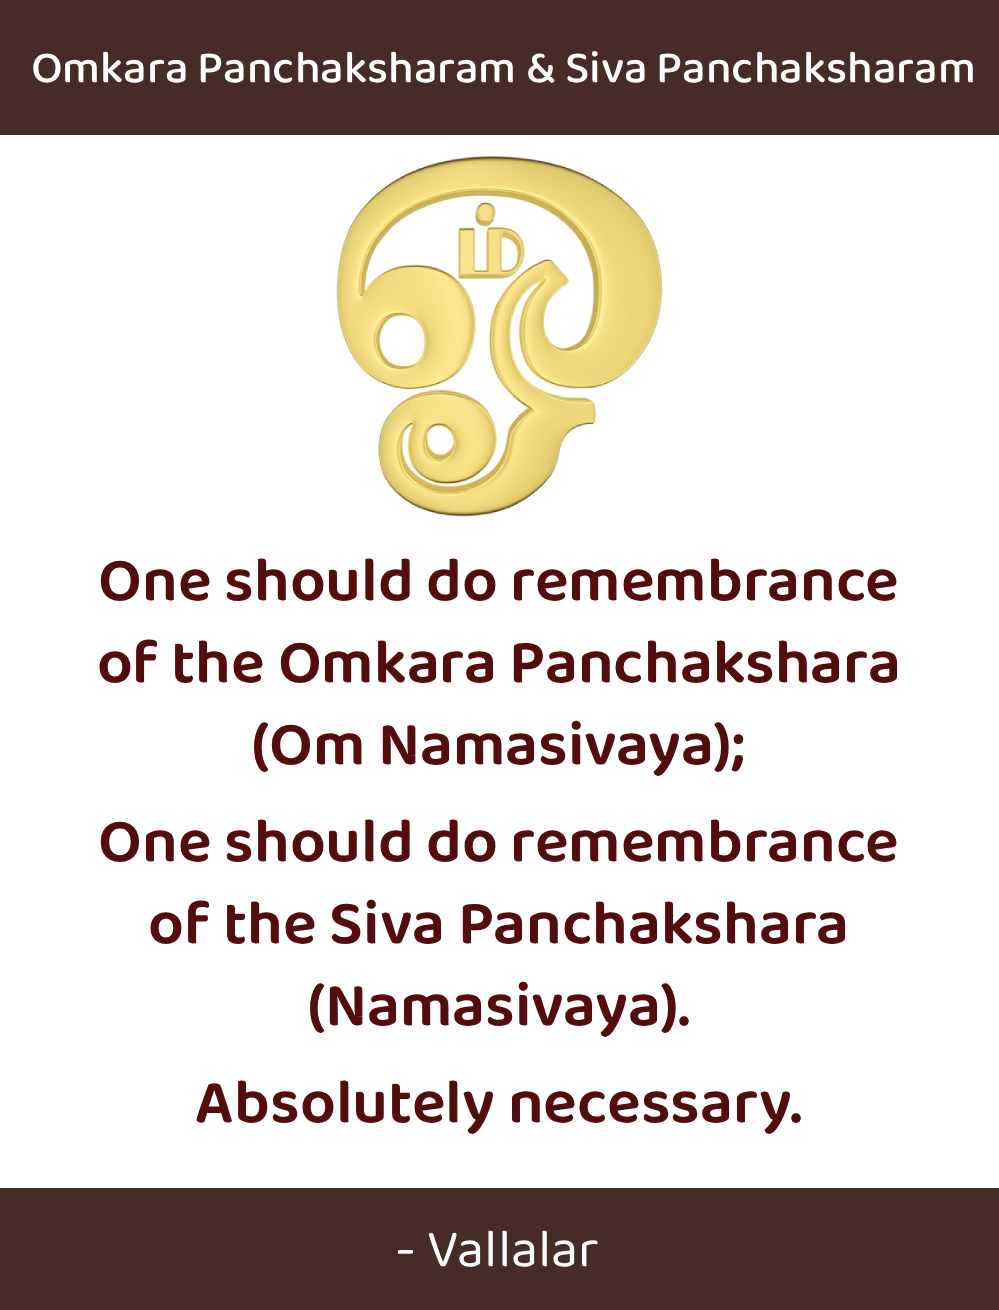 Omkara Panchaksharam & Siva Panchaksharam
ஓம்
One should do remembrance
of the Omkara Panchakshara
(Om Namasivaya);
One should do remembrance
of the Siva Panchakshara
(Namasivaya).
Absolutely necessary.
- Vallalar